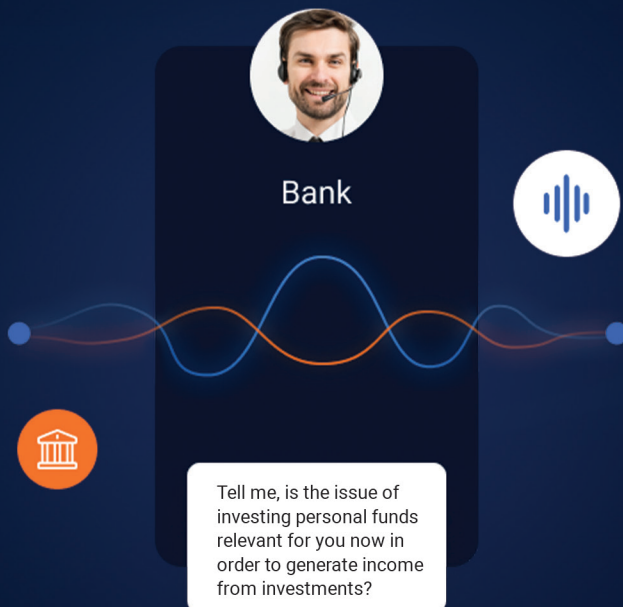 Bank
Tell me, is the issue of
investing personal funds
relevant for you now in
order to generate income
from investments?